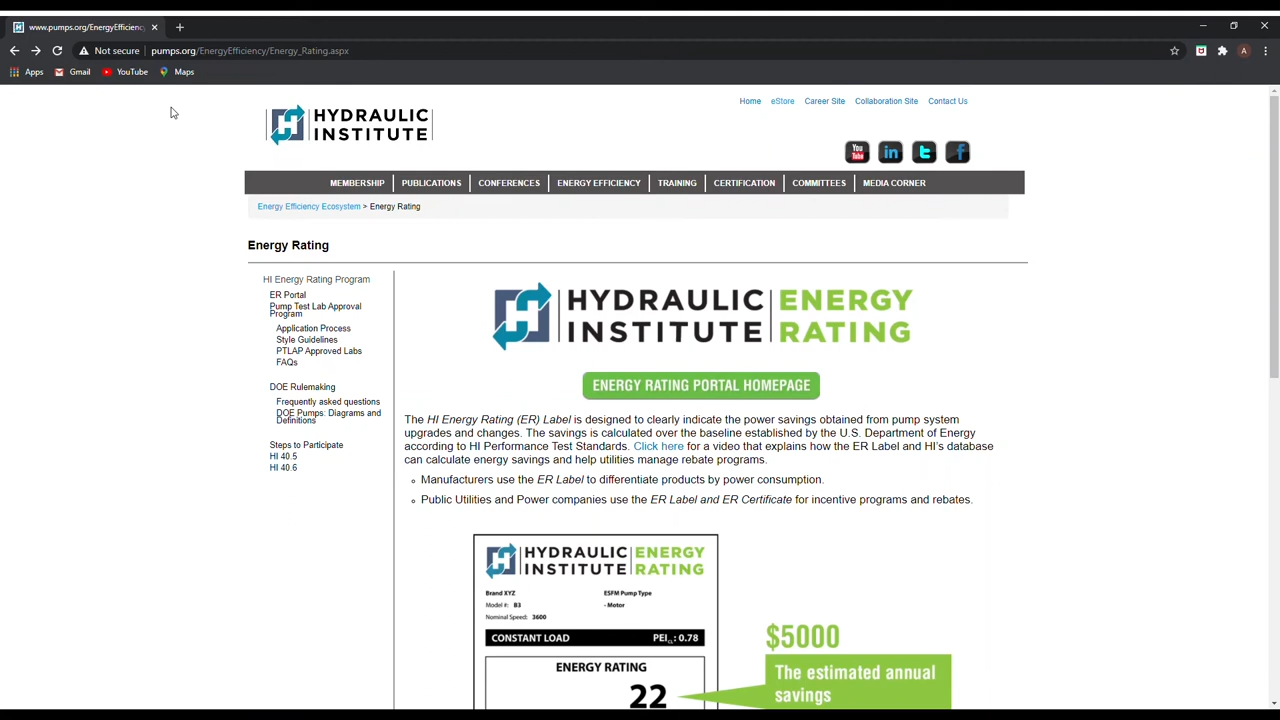 www.pumps.org/EnergyEfficienc
Not secure pumps.org/EnergyEfficiency/Energy_Rating.aspx
A
Apps Gmail YouTube Maps
Home eStore Career Site Collaboration Site Contact Us
HYDRAULIC
INSTITUTE
You
Tube
in
t
f
MEMBERSHIP PUBLICATIONS CONFERENCES ENERGY EFFICIENCY TRAINING CERTIFICATION COMMITTEES MEDIA CORNER
Energy Efficiency Ecosystem > Energy Rating
Energy Rating
HI Energy Rating Program
ER Portal
Pump Test Lab Approval
Program
Application Process
Style Guidelines
PTLAP Approved Labs
FAQs
DOE Rulemaking
Frequently asked questions
DOE Pumps: Diagrams and
Definitions
Steps to Participate
HI 40.5
HI 40.6
HYDRAULIC ENERGY
INSTITUTE RATING
ENERGY RATING PORTAL HOMEPAGE
The HI Energy Rating (ER) Label is designed to clearly indicate the power savings obtained from pump system
upgrades and changes. The savings is calculated over the baseline established by the U.S. Department of Energy
according to HI Performance Test Standards. Click here for a video that explains how the ER Label and HI's database
can calculate energy savings and help utilities manage rebate programs.
Manufacturers use the ER Label to differentiate products by power consumption.
Public Utilities and Power companies use the ER Label and ER Certificate for incentive programs and rebates.
HYDRAULIC ENERGY
INSTITUTE RATING
Brand XYZ ESFM Pump Type
Model #: B3 - Motor
Nominal Speed: 3600
CONSTANT LOAD PEICL: 0.78
ENERGY RATING
22
$5000
The estimated annual
savings